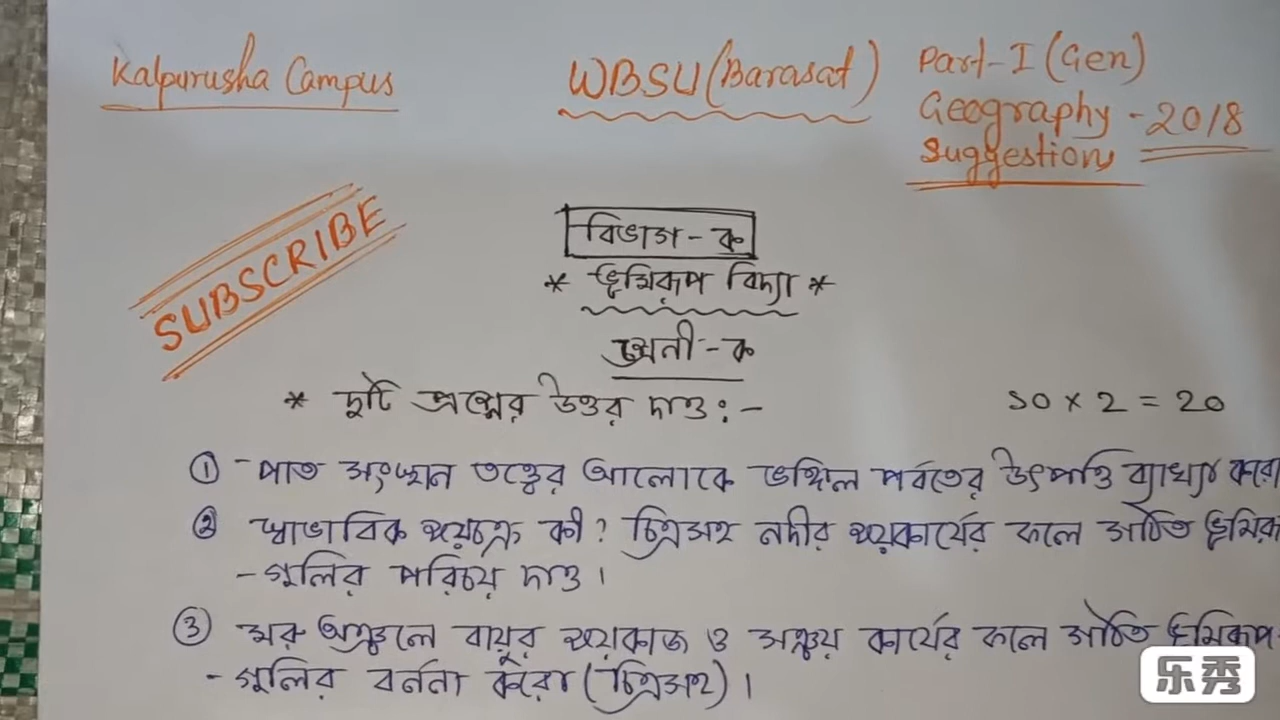 Kalpurusha Campus
WBSU (Barasat)
Part-I (Gen)
Geography - 2018
Suggestions
SUBSCRIBE
বিভাগ - ক
* ভূমিরূপ বিদ্যা *
শ্রেনী - ক
* দুটি প্রশ্নের উত্তর দাও :- 10 x 2 = 20
① পাত সংস্থান তত্ত্বের আলোকে ভঙ্গিল পর্বতের উৎপত্তি ব্যাখ্যা করো
② স্বাভাবিক ক্ষয়চক্র কী? চিত্রসহ নদীর ক্ষয়কার্যের ফলে গঠিত ভূমিরূ
- গুলির পরিচয় দাও।
③ মরু অঞ্চলে বায়ুর ক্ষয়কাজ ও সঞ্চয় কার্যের ফলে গঠিত ভূমিরূপ
- গুলির বর্ননা করো (চিত্রসহ)।
乐秀